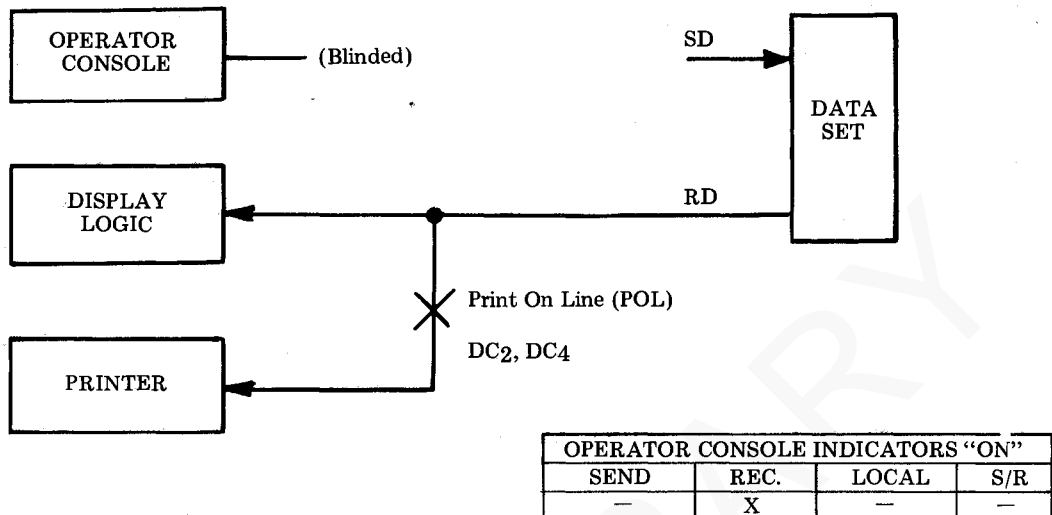 OPERATOR
CONSOLE
(Blinded)
SD
DATA
SET
DISPLAY
LOGIC
RD
Print On Line (POL)
DC2, DC4
PRINTER
OPERATOR CONSOLE INDICATORS “ON”
SEND REC. LOCAL S/R
— X — —